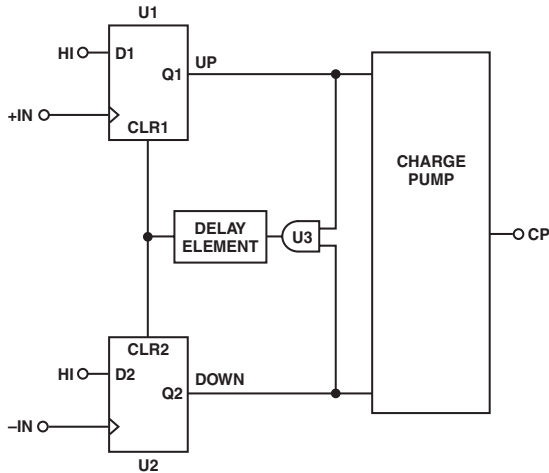 U1
HI
D1
Q1
UP
+IN
CLR1
CHARGE
PUMP
DELAY
ELEMENT
U3
CP
CLR2
HI
D2
Q2
DOWN
–IN
U2